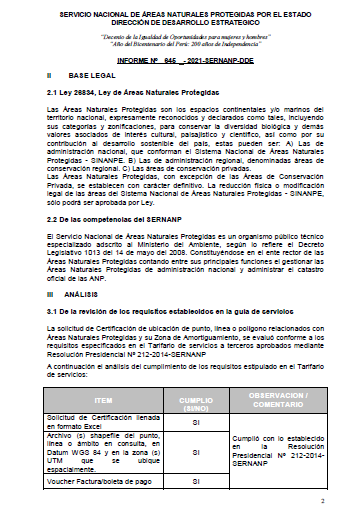 SERVICIO NACIONAL DE ÁREAS NATURALES PROTEGIDAS POR EL ESTADO
DIRECCIÓN DE DESARROLLO ESTRATEGICO
"Decenio de la Igualdad de Oportunidades para mujeres y hombres"
"Año del Bicentenario del Perú: 200 años de Independencia"
INFORME Nº 646 _- 2021-SERNANP-DDE
II BASE LEGAL
2.1 Ley 26834, Ley de Áreas Naturales Protegidas
Las Áreas Naturales Protegidas son los espacios continentales y/o marinos del
territorio nacional, expresamente reconocidos y declarados como tales, incluyendo
sus categorías y zonificaciones, para conservar la diversidad biológica y demás
valores asociados de interés cultural, paisajístico y científico, así como por su
contribución al desarrollo sostenible del país, estas pueden ser: A) Las de
administración nacional, que conforman el Sistema Nacional de Áreas Naturales
Protegidas - SINANPE. B) Las de administración regional, denominadas áreas de
conservación regional. C) Las áreas de conservación privadas.
Las Áreas Naturales Protegidas, con excepción de las Áreas de Conservación
Privada, se establecen con carácter definitivo. La reducción física o modificación
legal de las áreas del Sistema Nacional de Áreas Naturales Protegidas - SINANPE,
sólo podrá ser aprobada por Ley.
2.2 De las competencias del SERNANP
El Servicio Nacional de Áreas Naturales Protegidas es un organismo público técnico
especializado adscrito al Ministerio del Ambiente, según lo refiere el Decreto
Legislativo 1013 del 14 de mayo del 2008. Constituyéndose en el ente rector de las
Áreas Naturales Protegidas contando entre sus principales funciones el gestionar las
Áreas Naturales Protegidas de administración nacional y administrar el catastro
oficial de las ANP.
III ANÁLISIS
3.1 De la revisión de los requisitos establecidos en la guía de servicios
La solicitud de Certificación de ubicación de punto, línea o polígono relacionados con
Áreas Naturales Protegidas y su Zona de Amortiguamiento, se evaluó conforme a los
requisitos especificados en el Tarifario de servicios a terceros aprobados mediante
Resolución Presidencial Nº 212-2014-SERNANP
A continuación el análisis del cumplimiento de los requisitos estipulado en el Tarifario
de servicios:
ITEM
CUMPLIO
(SI/NO)
OBSERVACION /
COMENTARIO
Solicitud de Certificación llenada
en formato Excel
SI
Archivo (s) shapefile del punto,
línea o ámbito en consulta, en
Datum WGS 84 y en la zona (s)
UTM que se ubique
espacialmente.
SI
Voucher Factura/boleta de pago
SI
Cumplió con lo establecido
en la Resolución
Presidencial Nº 212-2014-
SERNANP
2